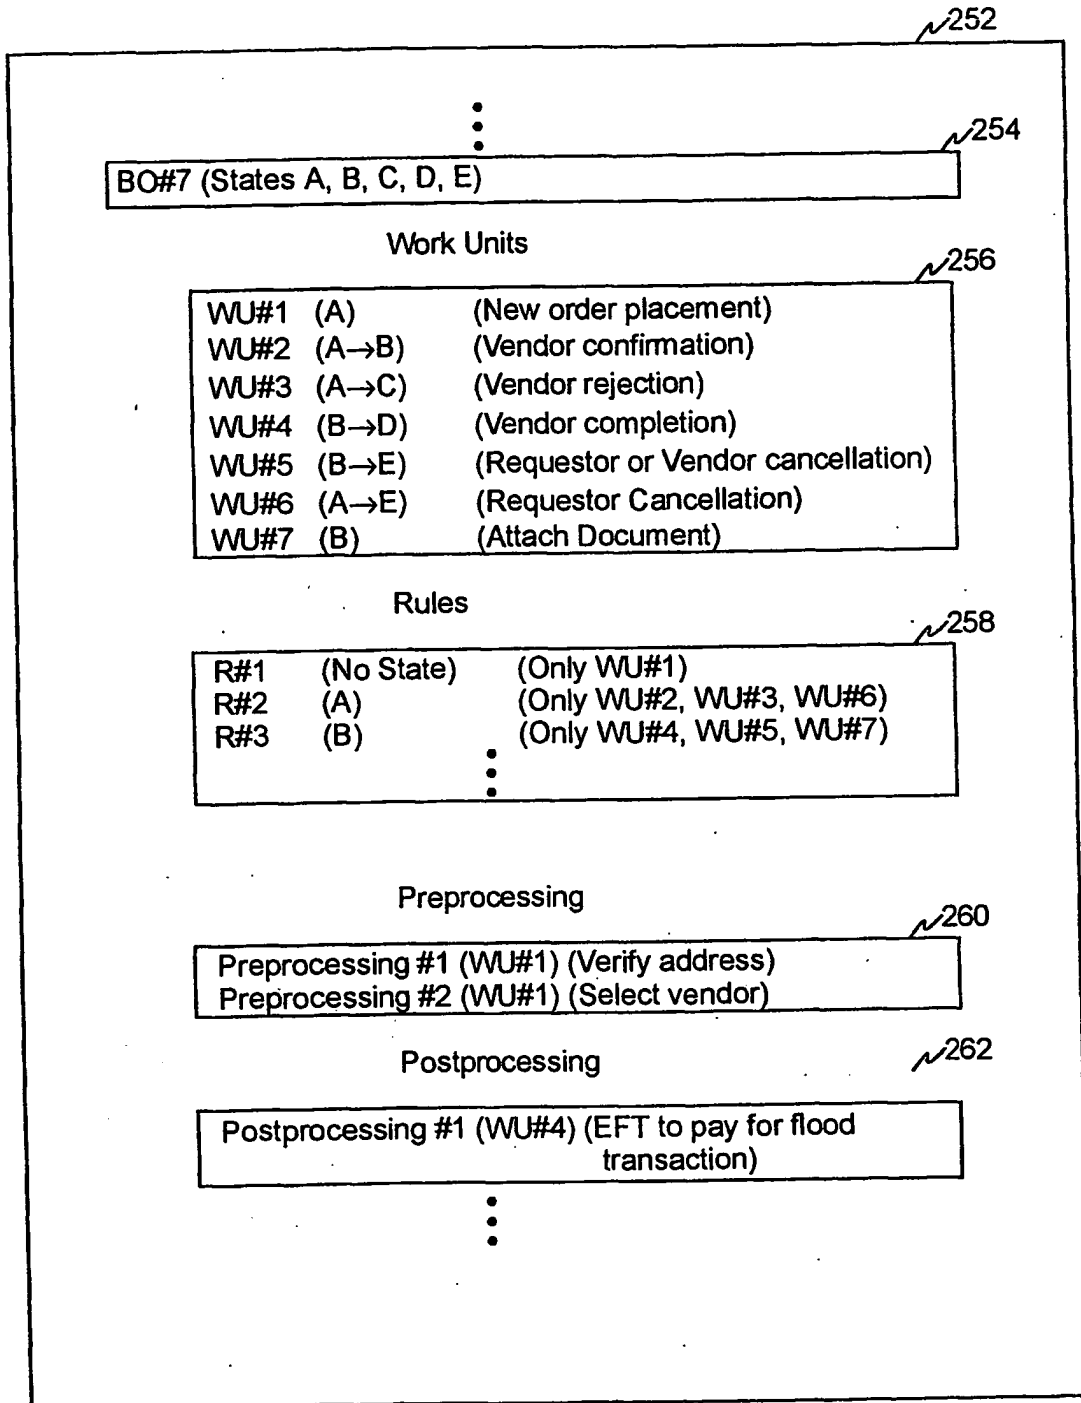 252
254
BO#7 (States A, B, C, D, E)
Work Units
256
WU#1 (A) (New order placement)
WU#2 (A→B) (Vendor confirmation)
WU#3 (A→C) (Vendor rejection)
WU#4 (B→D) (Vendor completion)
WU#5 (B→E) (Requestor or Vendor cancellation)
WU#6 (A→E) (Requestor Cancellation)
WU#7 (B) (Attach Document)
Rules
258
R#1 (No State) (Only WU#1)
R#2 (A) (Only WU#2, WU#3, WU#6)
R#3 (B) (Only WU#4, WU#5, WU#7)
Preprocessing
260
Preprocessing #1 (WU#1) (Verify address)
Preprocessing #2 (WU#1) (Select vendor)
Postprocessing
262
Postprocessing #1 (WU#4) (EFT to pay for flood
transaction)